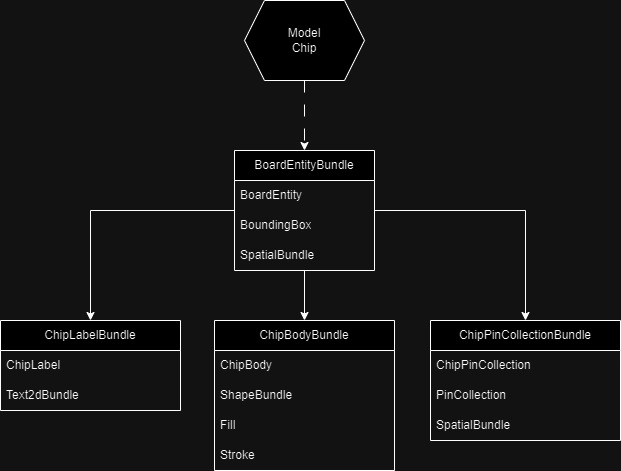 Model
Chip
BoardEntityBundle
BoardEntity
BoundingBox
SpatialBundle
ChipLabelBundle
ChipLabel
Text2dBundle
ChipBodyBundle
ChipBody
ShapeBundle
Fill
Stroke
ChipPinCollectionBundle
ChipPinCollection
PinCollection
SpatialBundle